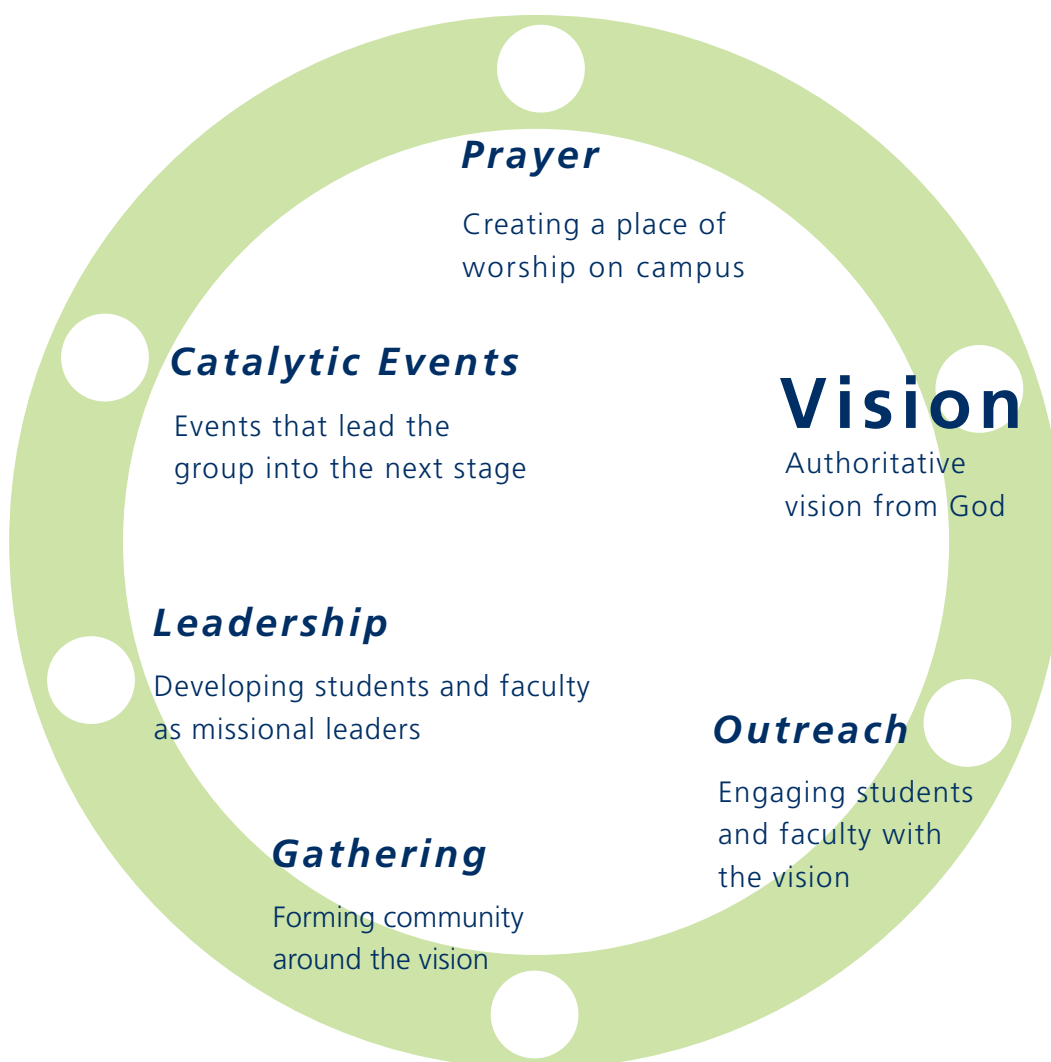 Prayer
Creating a place of
worship on campus
Catalytic Events
Events that lead the
group into the next stage
Vision
Authoritative
vision from God
Leadership
Developing students and faculty
as missional leaders
Outreach
Engaging students
and faculty with
the vision
Gathering
Forming community
around the vision